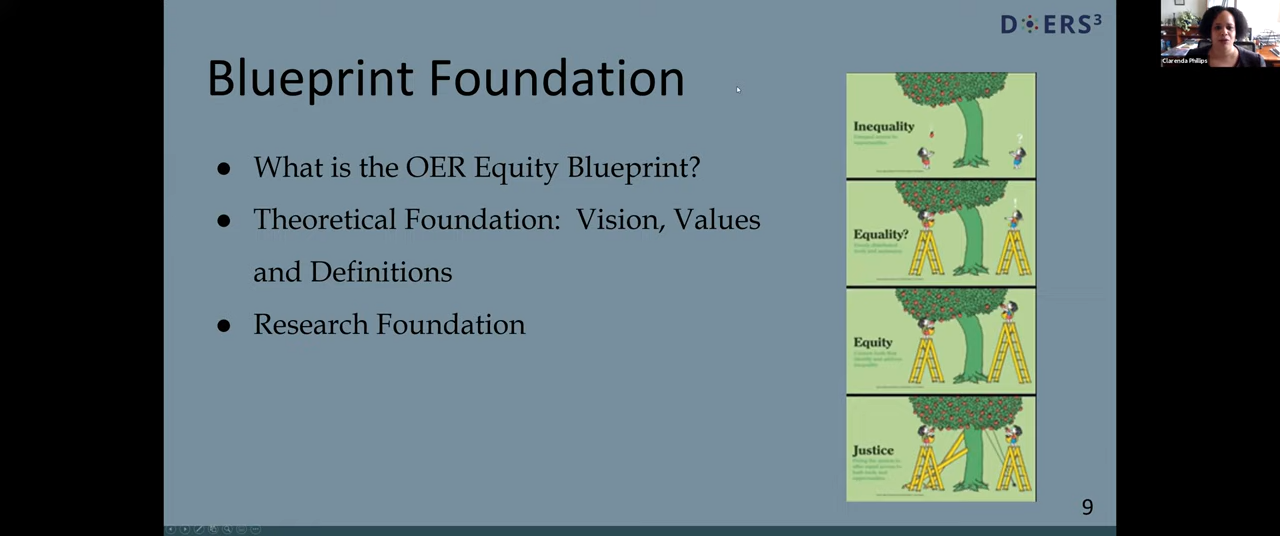 D ERS³
Clarenda Philips
Blueprint Foundation
● What is the OER Equity Blueprint?
● Theoretical Foundation: Vision, Values
and Definitions
● Research Foundation
Inequality
Equality?
Equity
Justice
9